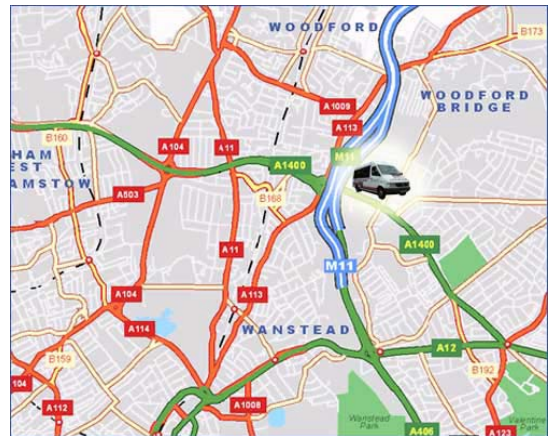 WOODFORD
B173
A1009
WOODFORD
BRIDGE
A113
B160
A104
A11
M11
A1400
HAM
EST
AMSTOW
A503
B168
A1400
A11
M11
A104
A113
A114
WANSTEAD
B159
A12
104
B192
A112
A1008
Wanstead
Park
A406
A123
Valentine
Park